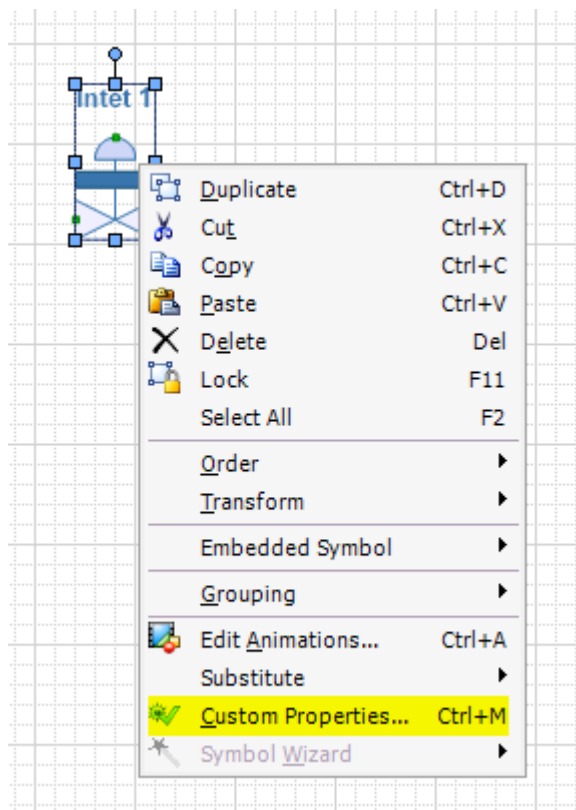 Intet 1
Duplicate Ctrl+D
Cut Ctrl+X
Copy Ctrl+C
Paste Ctrl+V
Delete Del
Lock F11
Select All F2
Order
Transform
Embedded Symbol
Grouping
Edit Animations... Ctrl+A
Substitute
Custom Properties... Ctrl+M
Symbol Wizard